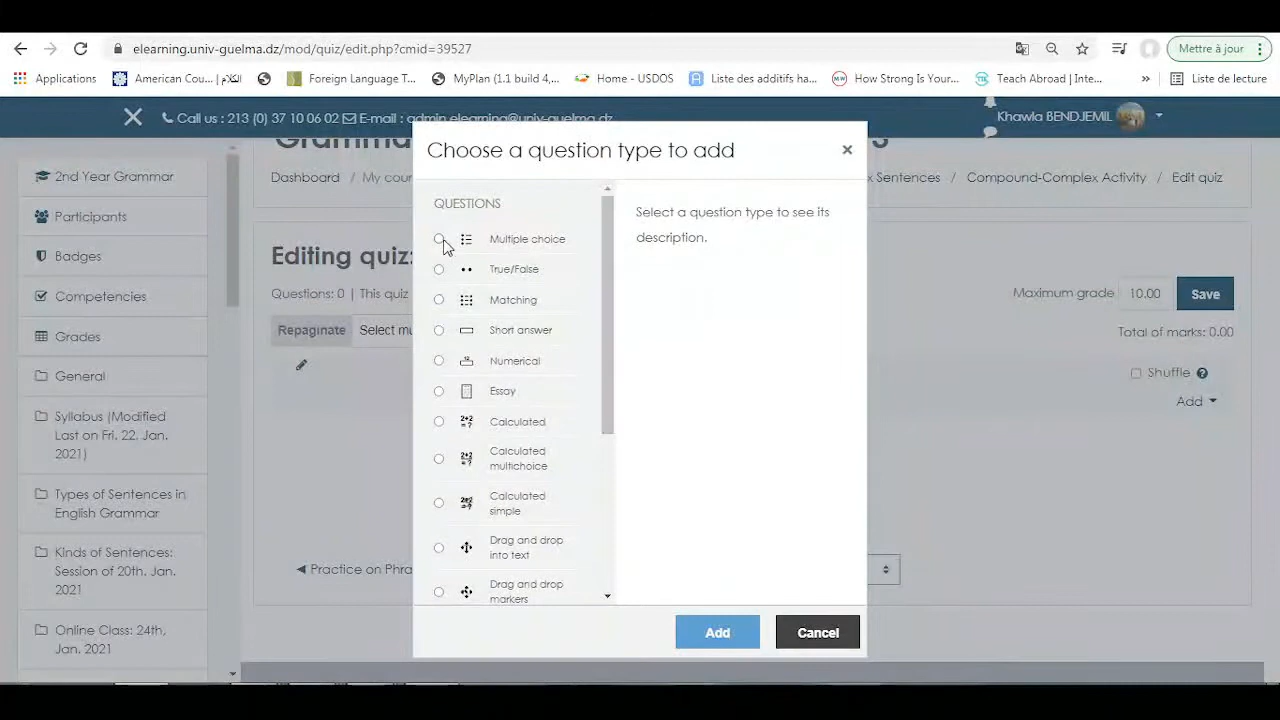 elearning.univ-guelma.dz/mod/quiz/edit.php?cmid=39527
Mettre à jour
Applications
American Cou... | الكلام
Foreign Language T...
MyPlan (1.1 build 4,...
Home - USDOS
Liste des additifs ha...
How Strong Is Your...
Teach Abroad | Inte...
»
Liste de lecture
Call us : 213 (0) 37 10 06 02 E-mail : admin.elearning@univ-guelma.dz
Khawla BENDJEMIL
2nd Year Grammar
Participants
Badges
Competencies
Grades
General
Syllabus (Modified
Last on Fri. 22, Jan.
2021)
Types of Sentences in
English Grammar
Kinds of Sentences:
Session of 20th. Jan.
2021
Online Class: 24th,
Jan. 2021
Dashboard / My cour
x Sentences / Compound-Complex Activity / Edit quiz
Editing quiz:
Questions: 0 | This quiz
Maximum grade 10.00 Save
Repaginate Select mu
Total of marks: 0.00
Shuffle
Add
◄ Practice on Phra
Choose a question type to add
×
QUESTIONS
Multiple choice
True/False
Matching
Short answer
Numerical
Essay
Calculated
Calculated
multichoice
Calculated
simple
Drag and drop
into text
Drag and drop
markers
Select a question type to see its
description.
Add
Cancel